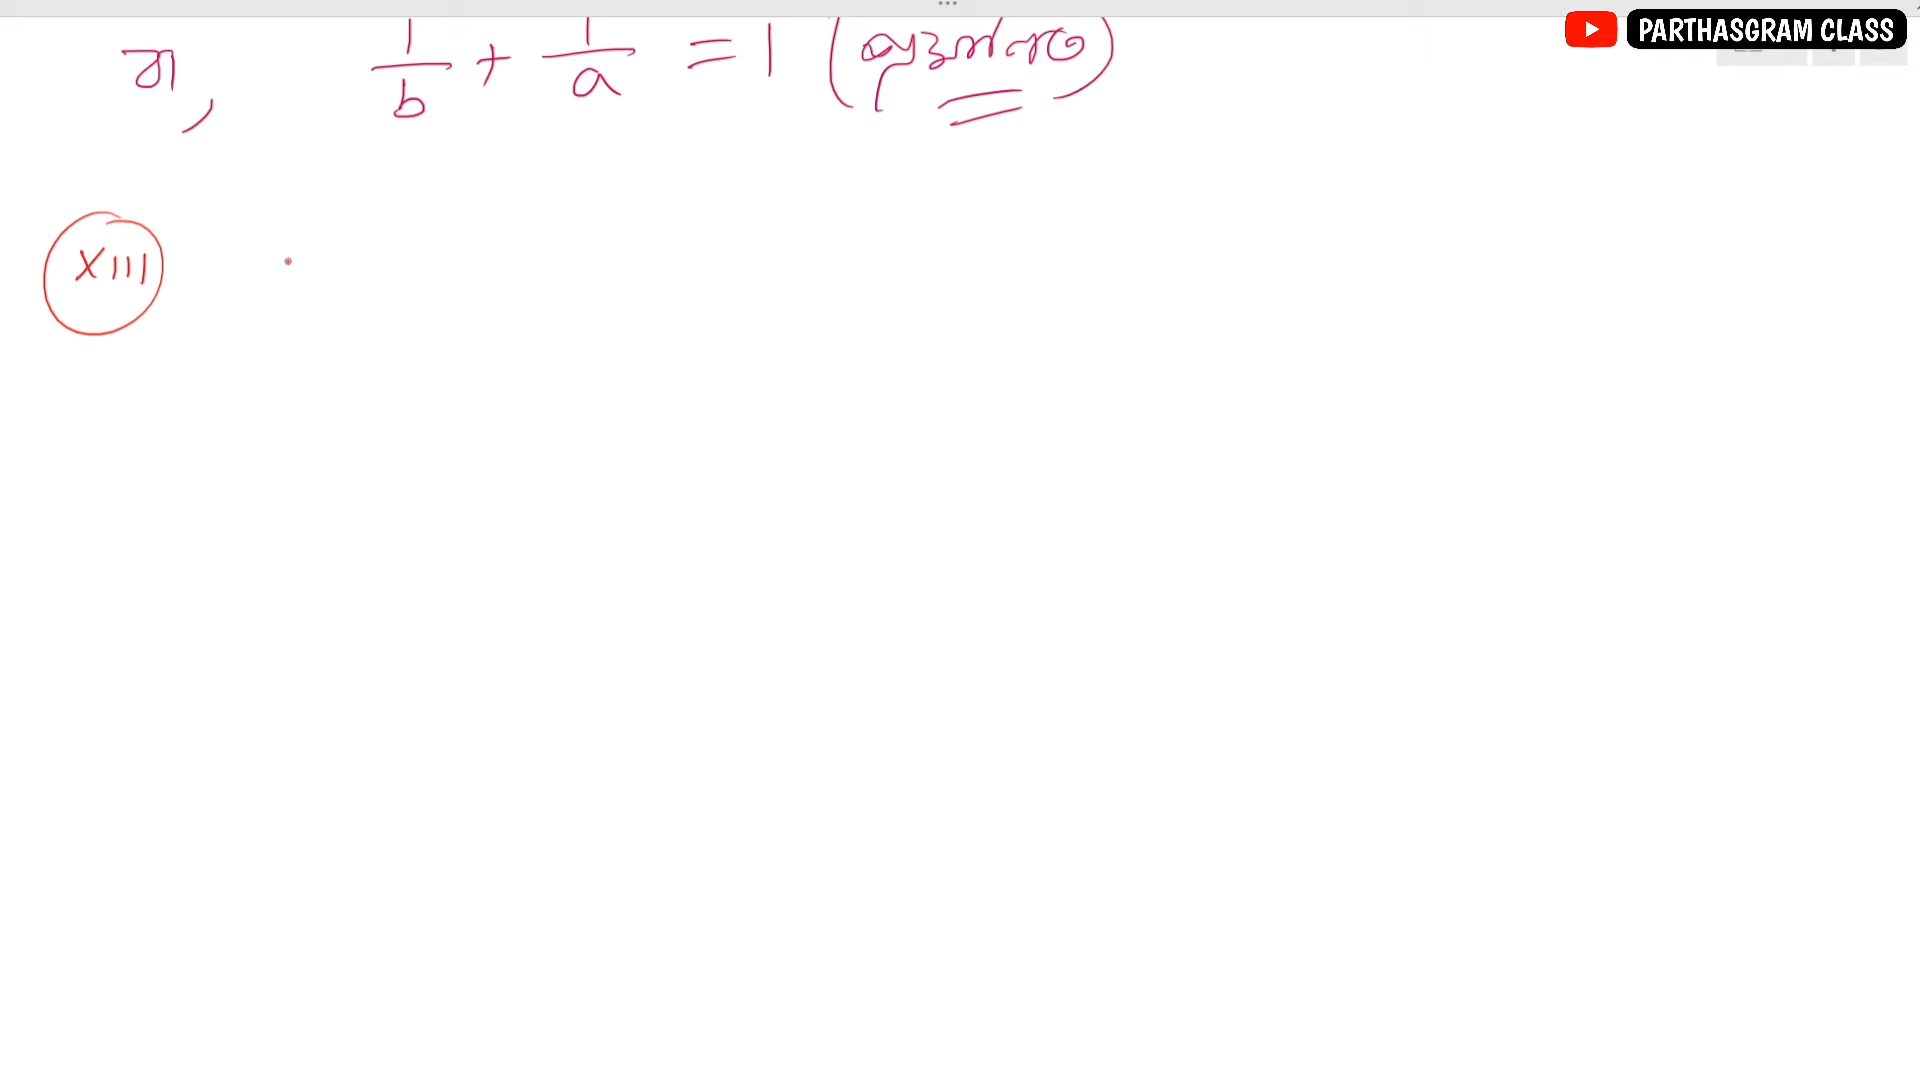 PARTHASGRAM CLASS
বা, 1/b + 1/a = 1 (প্রমাণিত)
XIII